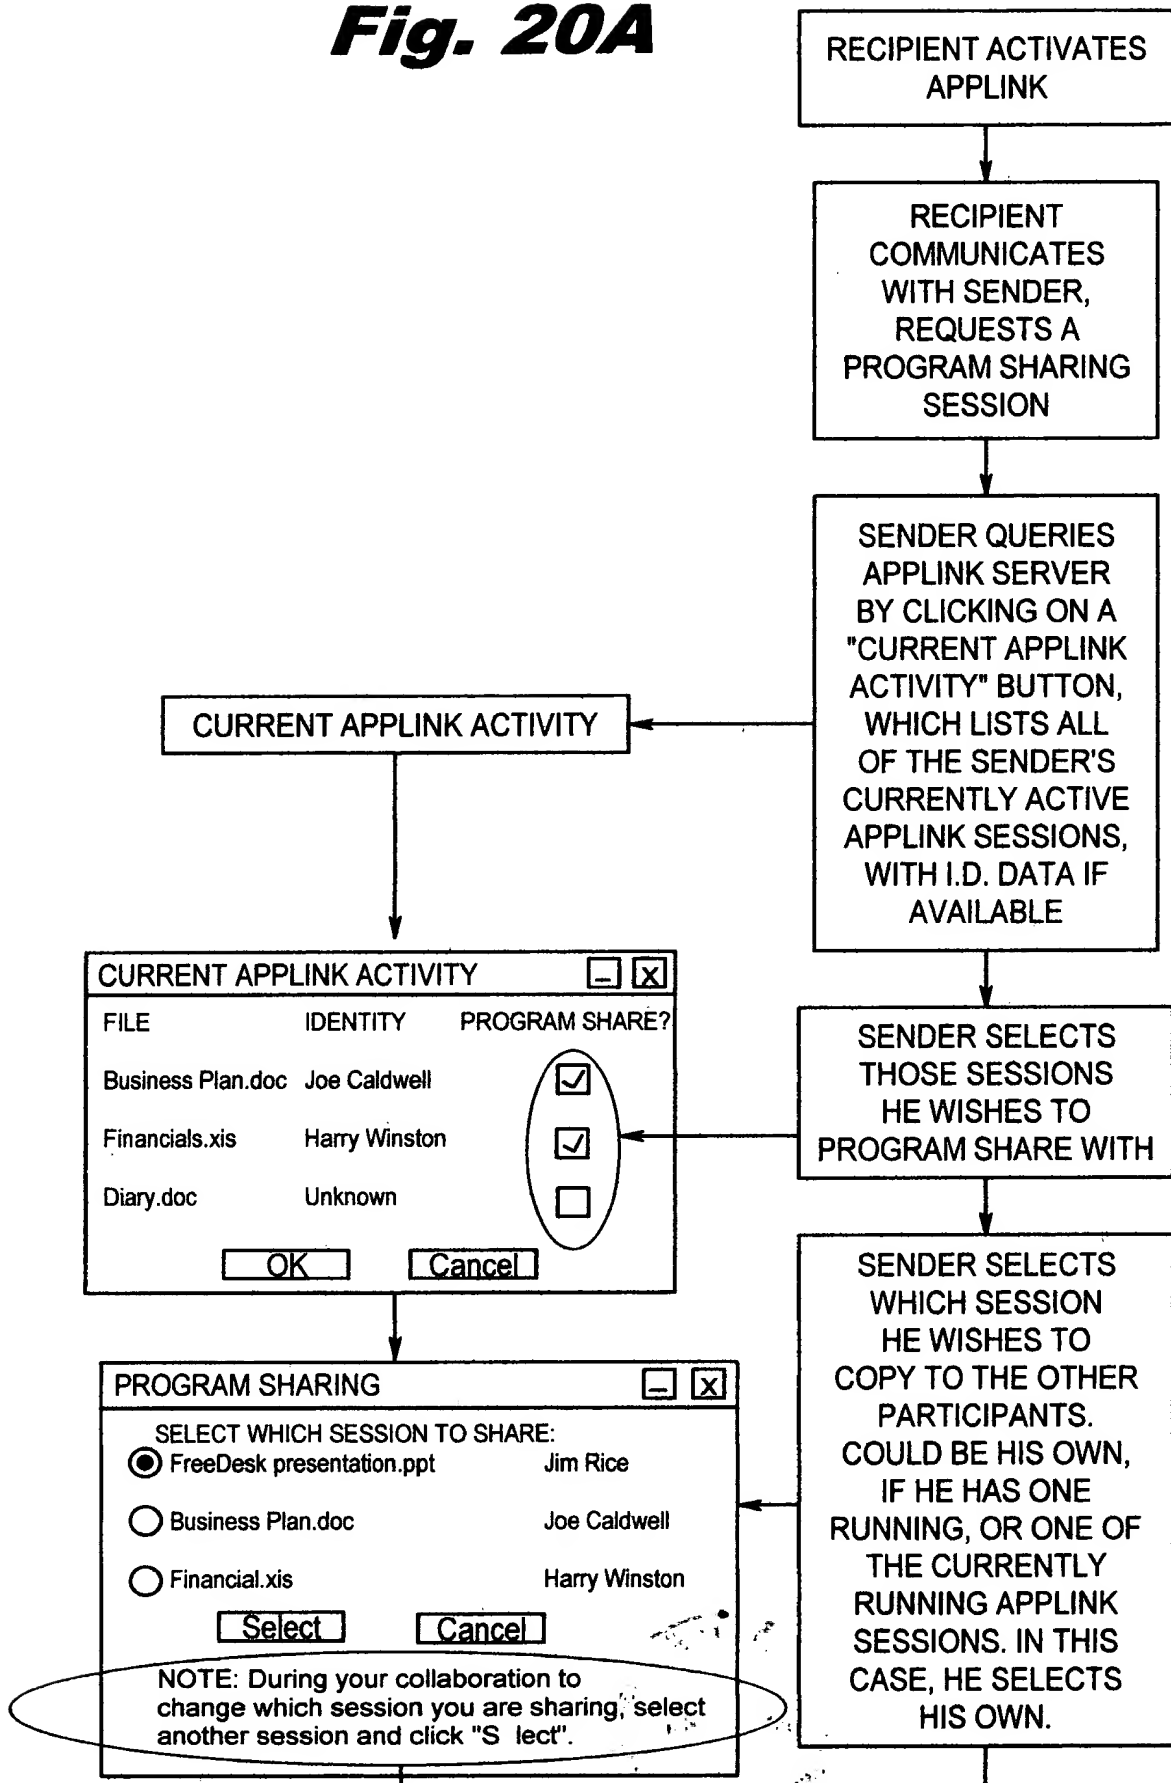 Fig. 20A
RECIPIENT ACTIVATES
APPLINK
RECIPIENT
COMMUNICATES
WITH SENDER,
REQUESTS A
PROGRAM SHARING
SESSION
SENDER QUERIES
APPLINK SERVER
BY CLICKING ON A
"CURRENT APPLINK
ACTIVITY" BUTTON,
WHICH LISTS ALL
OF THE SENDER'S
CURRENTLY ACTIVE
APPLINK SESSIONS,
WITH I.D. DATA IF
AVAILABLE
CURRENT APPLINK ACTIVITY
CURRENT APPLINK ACTIVITY – X
FILE IDENTITY PROGRAM SHARE?
Business Plan.doc Joe Caldwell
Financials.xis Harry Winston
Diary.doc Unknown
OK Cancel
SENDER SELECTS
THOSE SESSIONS
HE WISHES TO
PROGRAM SHARE WITH
SENDER SELECTS
WHICH SESSION
HE WISHES TO
COPY TO THE OTHER
PARTICIPANTS.
COULD BE HIS OWN,
IF HE HAS ONE
RUNNING, OR ONE OF
THE CURRENTLY
RUNNING APPLINK
SESSIONS. IN THIS
CASE, HE SELECTS
HIS OWN.
PROGRAM SHARING – X
SELECT WHICH SESSION TO SHARE:
FreeDesk presentation.ppt Jim Rice
Business Plan.doc Joe Caldwell
Financial.xis Harry Winston
Select Cancel
NOTE: During your collaboration to
change which session you are sharing, select
another session and click "S lect".